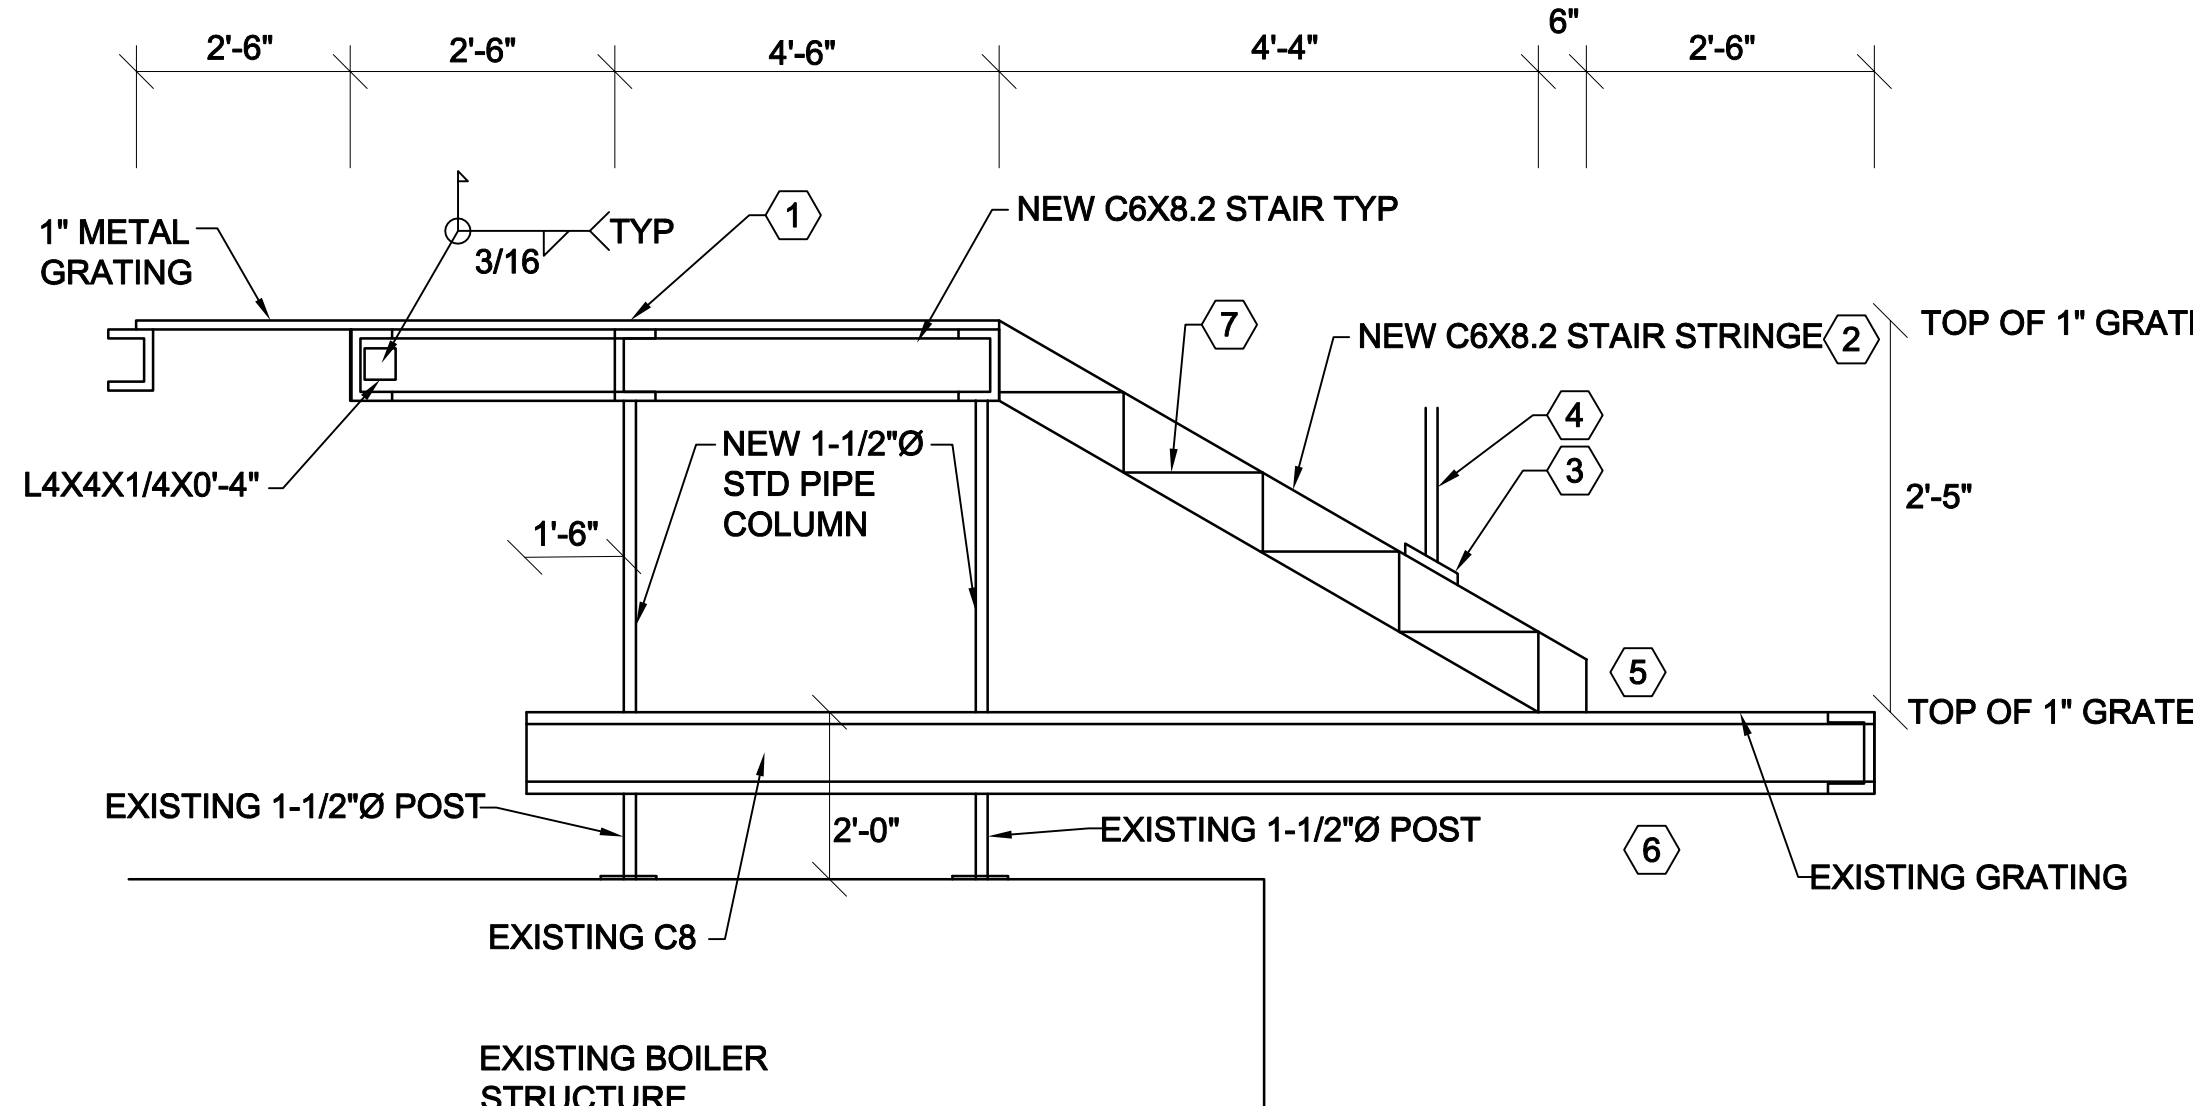 6"
2'-6"
2'-6"
4'-6"
4'-4"
2'-6"
1
NEW C6X8.2 STAIR TYP
1" METAL
GRATING
TYP
3/16
7
NEW C6X8.2 STAIR STRINGE
2
TOP OF 1" GRAT
4
3
NEW 1-1/2"Ø
STD PIPE
COLUMN
L4X4X1/4X0'-4"
2'-5"
1'-6"
5
TOP OF 1" GRATE
EXISTING 1-1/2"Ø POST
2'-0"
EXISTING 1-1/2"Ø POST
6
EXISTING GRATING
EXISTING C8
EXISTING BOILER
STRUCTURE